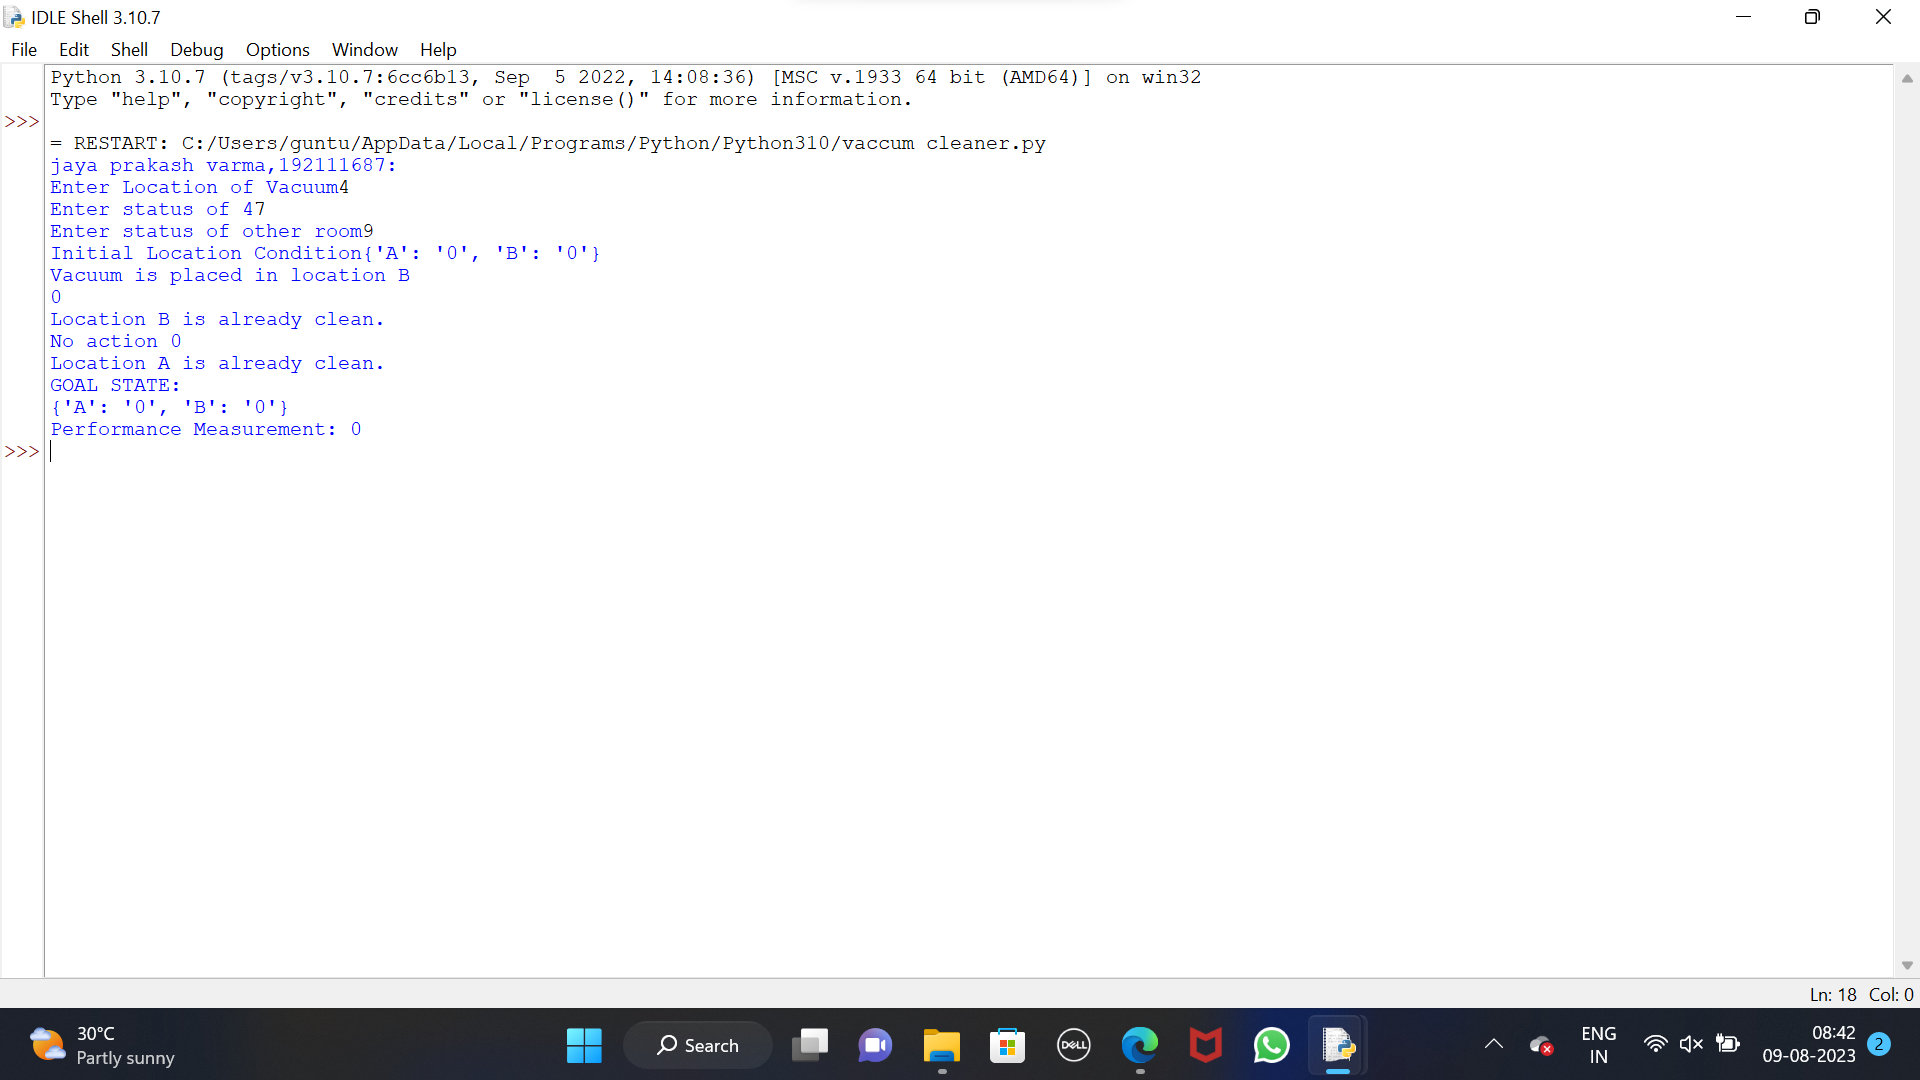 IDLE Shell 3.10.7
File Edit Shell Debug Options Window Help
Python 3.10.7 (tags/v3.10.7:6cc6b13, Sep  5 2022, 14:08:36) [MSC v.1933 64 bit (AMD64)] on win32
Type "help", "copyright", "credits" or "license()" for more information.
>>>
= RESTART: C:/Users/guntu/AppData/Local/Programs/Python/Python310/vaccum cleaner.py
jaya prakash varma,192111687:
Enter Location of Vacuum4
Enter status of 47
Enter status of other room9
Initial Location Condition{'A': '0', 'B': '0'}
Vacuum is placed in location B
0
Location B is already clean.
No action 0
Location A is already clean.
GOAL STATE:
{'A': '0', 'B': '0'}
Performance Measurement: 0
>>>
Ln: 18 Col: 0
30°C
Partly sunny
Search
DELL
ENG
IN
08:42
09-08-2023
2